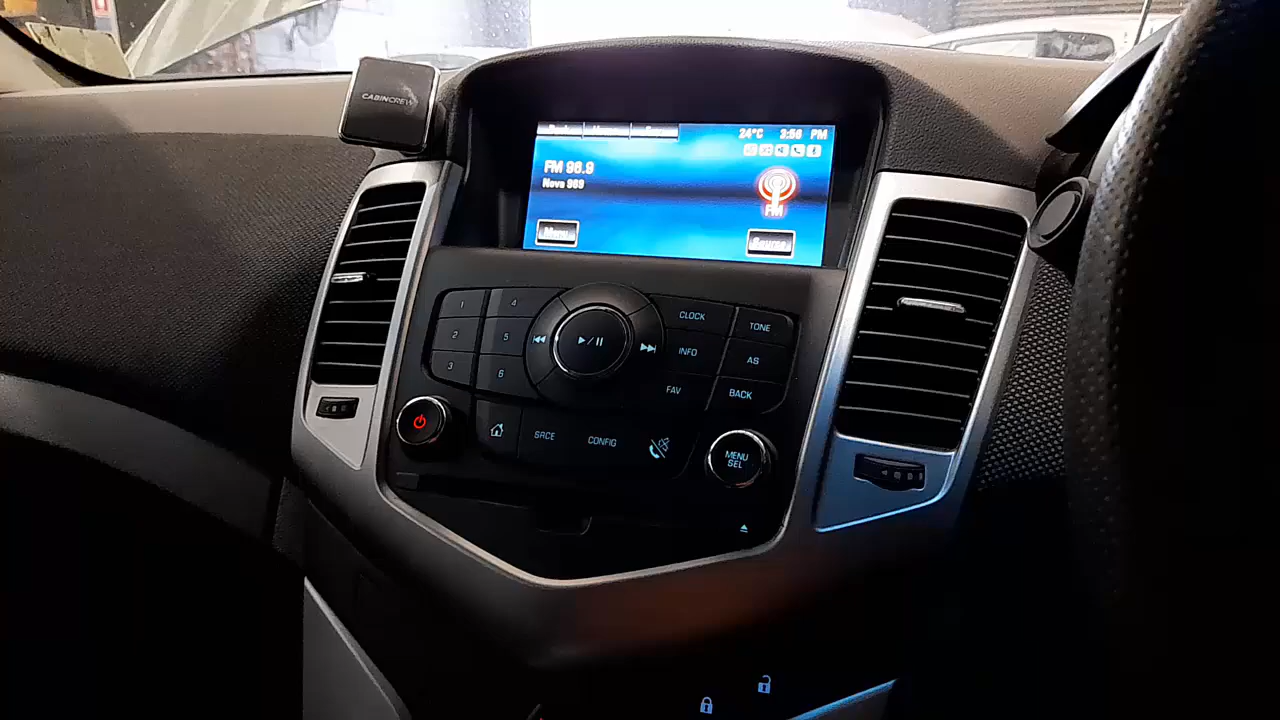 CABINCREW
24°C 3:56 PM
FM 96.9
Nova 969
FM
Menu
Source
1
4
2
5
3
6
CLOCK
TONE
INFO
AS
FAV
BACK
SRCE
CONFIG
MENU
SEL